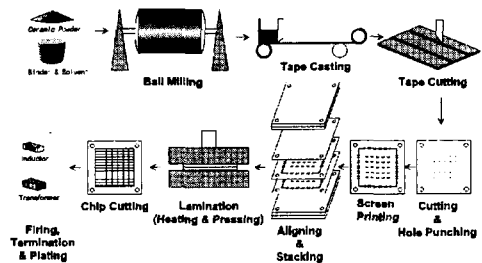 Ceramic Powder
Binder & Solvent
Ball Milling
Tape Casting
Tape Cutting
Inductor
Transformer
Chip Cutting
Lamination
(Heating & Pressing)
Screen
Printing
Cutting
&
Hole Punching
Aligning
&
Stacking
Firing,
Termination
& Plating